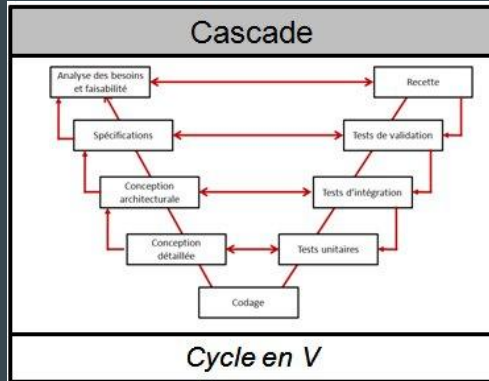 Cascade
Analyse des besoins
et faisabilité
Recette
Spécifications
Tests de validation
Conception
architecturale
Tests d'intégration
Conception
détaillée
Tests unitaires
Codage
Cycle en V